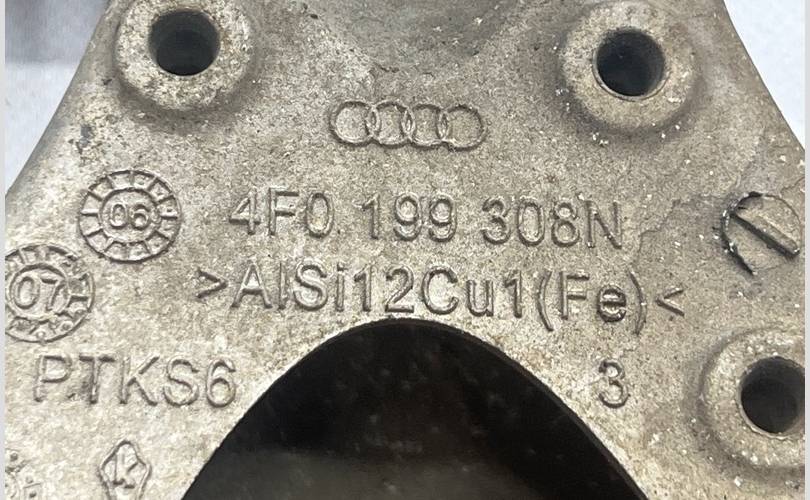 06 4F0 199 308N
07 >AlSi12Cu1(Fe)<
PTKS6 3
K